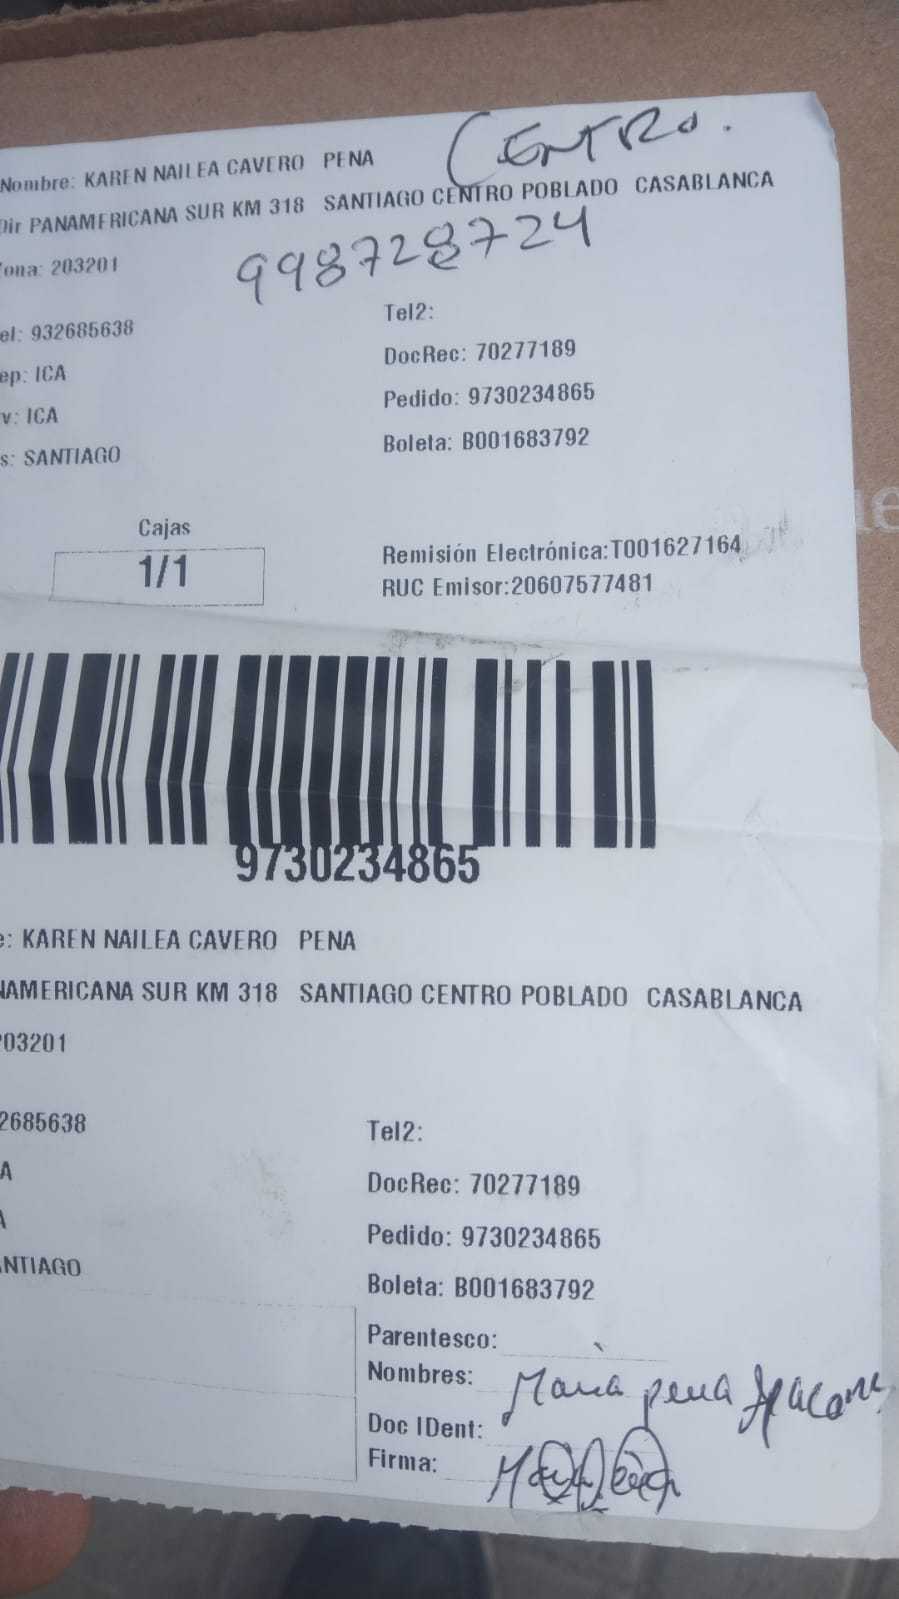 CENTRO.
Nombre: KAREN NAILEA CAVERO PENA
Dir PANAMERICANA SUR KM 318 SANTIAGO CENTRO POBLADO CASABLANCA
998728724
ona: 203201
Tel2:
el: 932685638
DocRec: 70277189
ep: ICA
Pedido: 9730234865
v: ICA
Boleta: B001683792
s: SANTIAGO
Cajas
1/1
Remisión Electrónica:T001627164
RUC Emisor:20607577481
9730234865
e: KAREN NAILEA CAVERO PENA
NAMERICANA SUR KM 318 SANTIAGO CENTRO POBLADO CASABLANCA
203201
2685638
Tel2:
A
DocRec: 70277189
A
Pedido: 9730234865
NTIAGO
Boleta: B001683792
Parentesco:
Nombres: Maria pena
Doc IDent:
Firma: